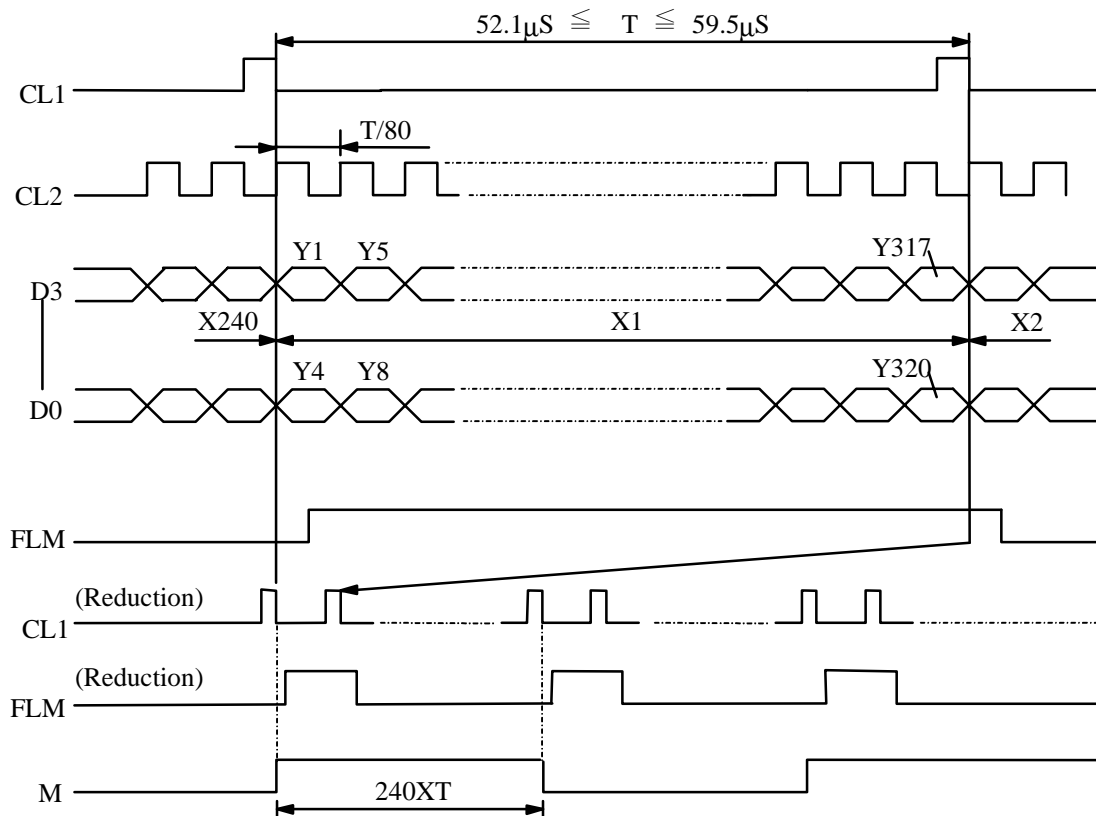 52.1μS ≦ T ≦ 59.5μS
CL1
T/80
CL2
Y1 Y5 Y317
D3
X240 X1 X2
Y4 Y8 Y320
D0
FLM
(Reduction)
CL1
(Reduction)
FLM
M
240XT